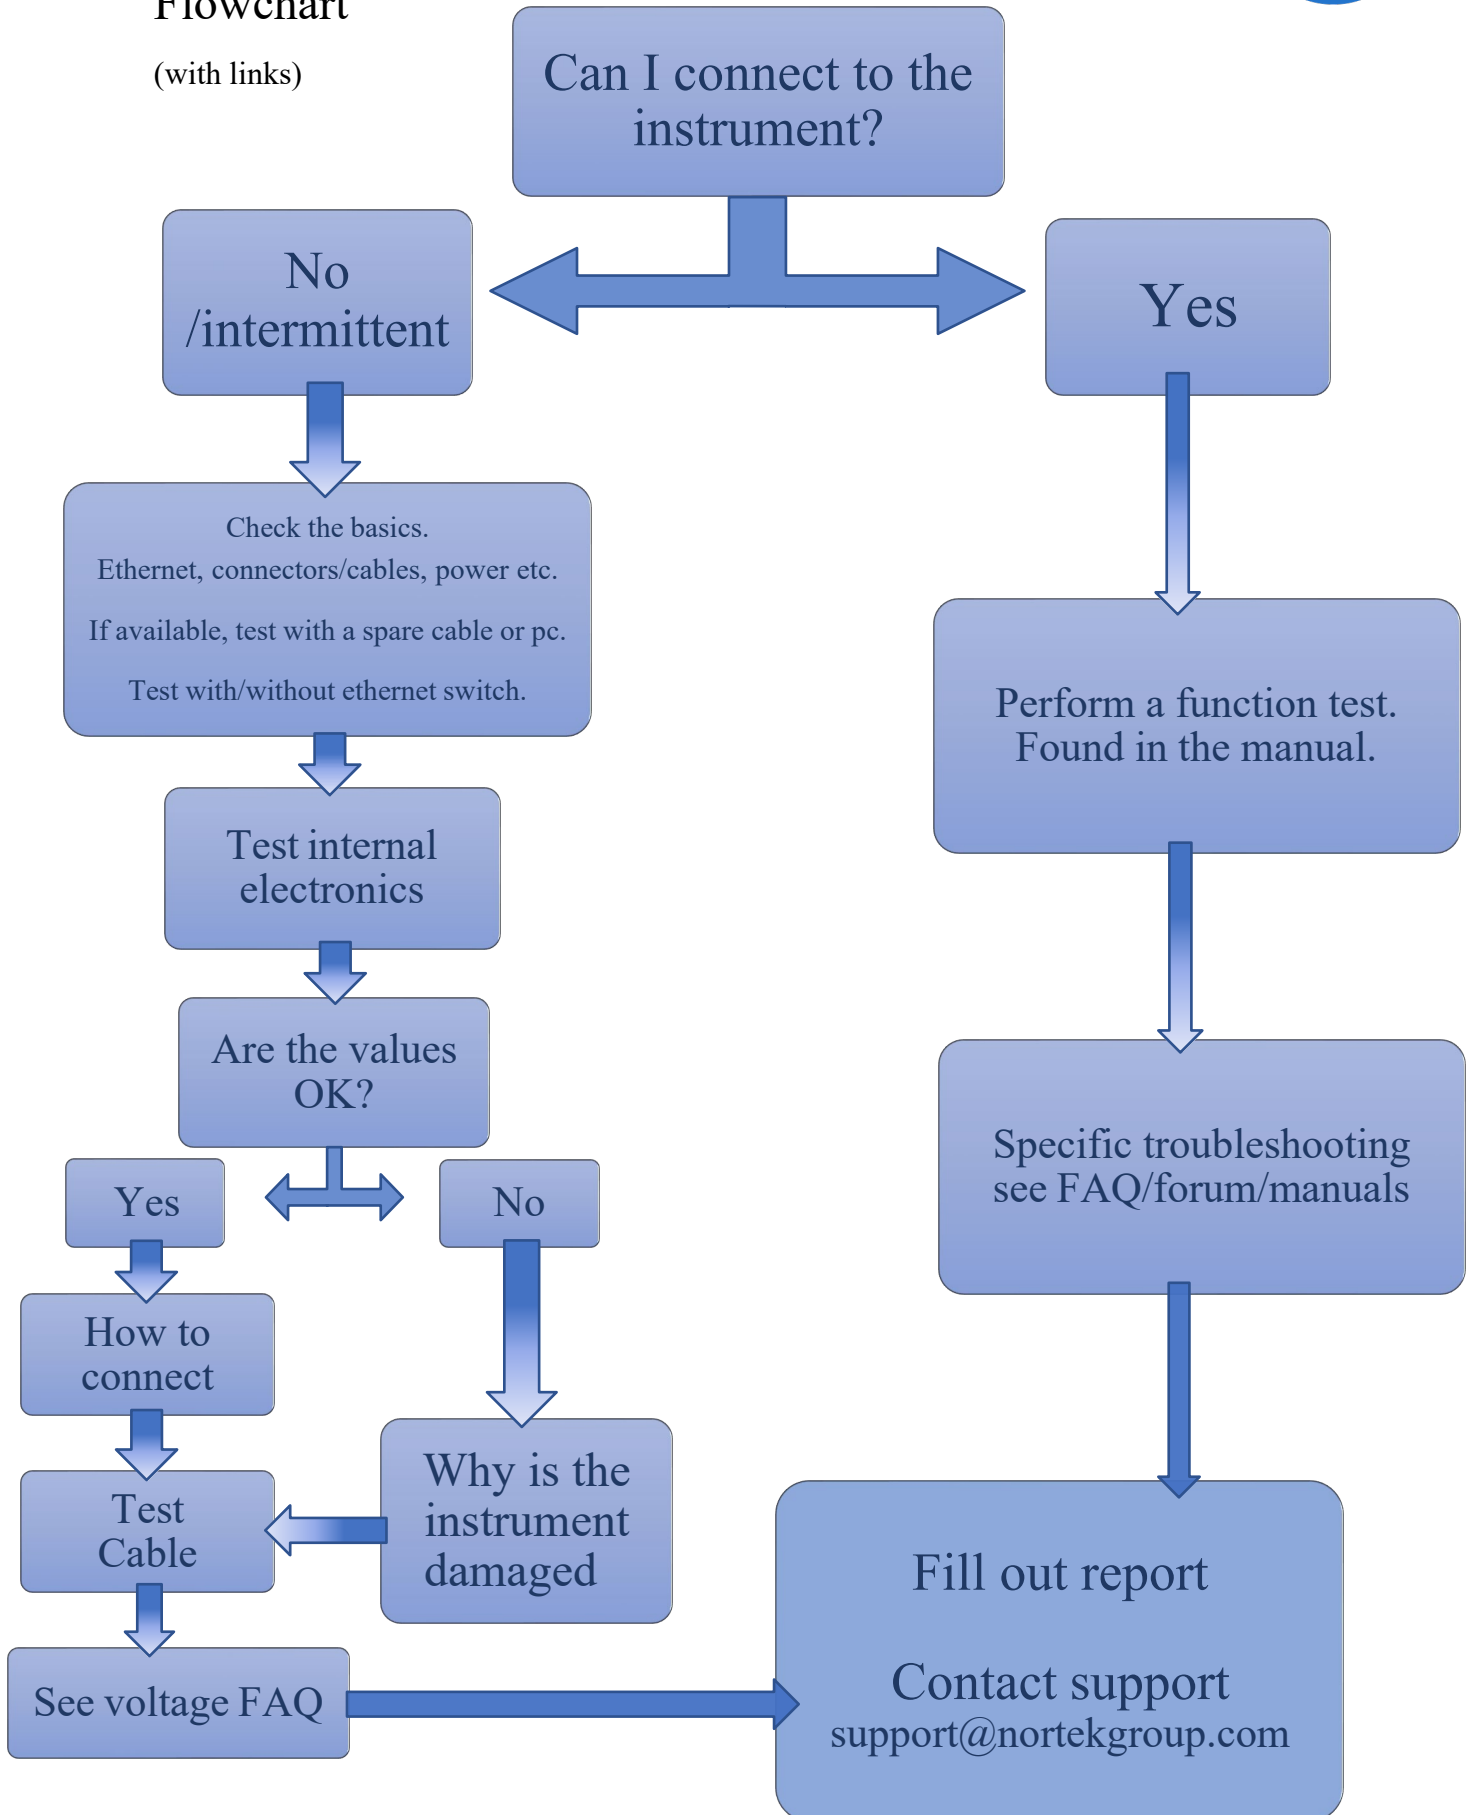 Flowchart
(with links)
Can I connect to the
instrument?
No
/intermittent
Yes
Check the basics.
Ethernet, connectors/cables, power etc.
If available, test with a spare cable or pc.
Test with/without ethernet switch.
Perform a function test.
Found in the manual.
Test internal
electronics
Are the values
OK?
Specific troubleshooting
see FAQ/forum/manuals
Yes
No
How to
connect
Why is the
instrument
damaged
Test
Cable
Fill out report
Contact support
support@nortekgroup.com
See voltage FAQ